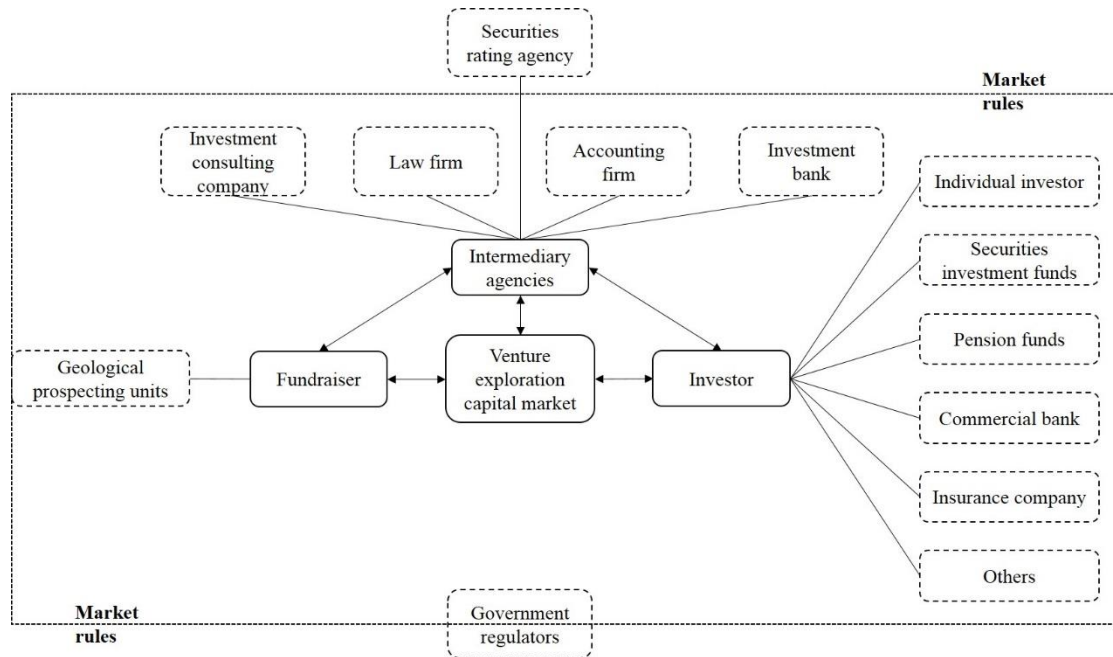 Securities
rating agency
Market
rules
Investment
consulting
company
Law firm
Accounting
firm
Investment
bank
Individual investor
Securities
investment funds
Intermediary
agencies
Pension funds
Geological
prospecting units
Fundraiser
Venture
exploration
capital market
Investor
Commercial bank
Insurance company
Others
Market
rules
Government
regulators